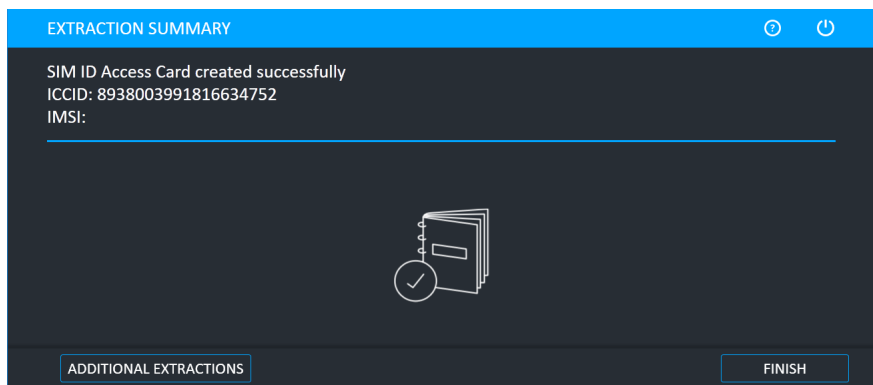 EXTRACTION SUMMARY
SIM ID Access Card created successfully
ICCID: 8938003991816634752
IMSI:
ADDITIONAL EXTRACTIONS
FINISH